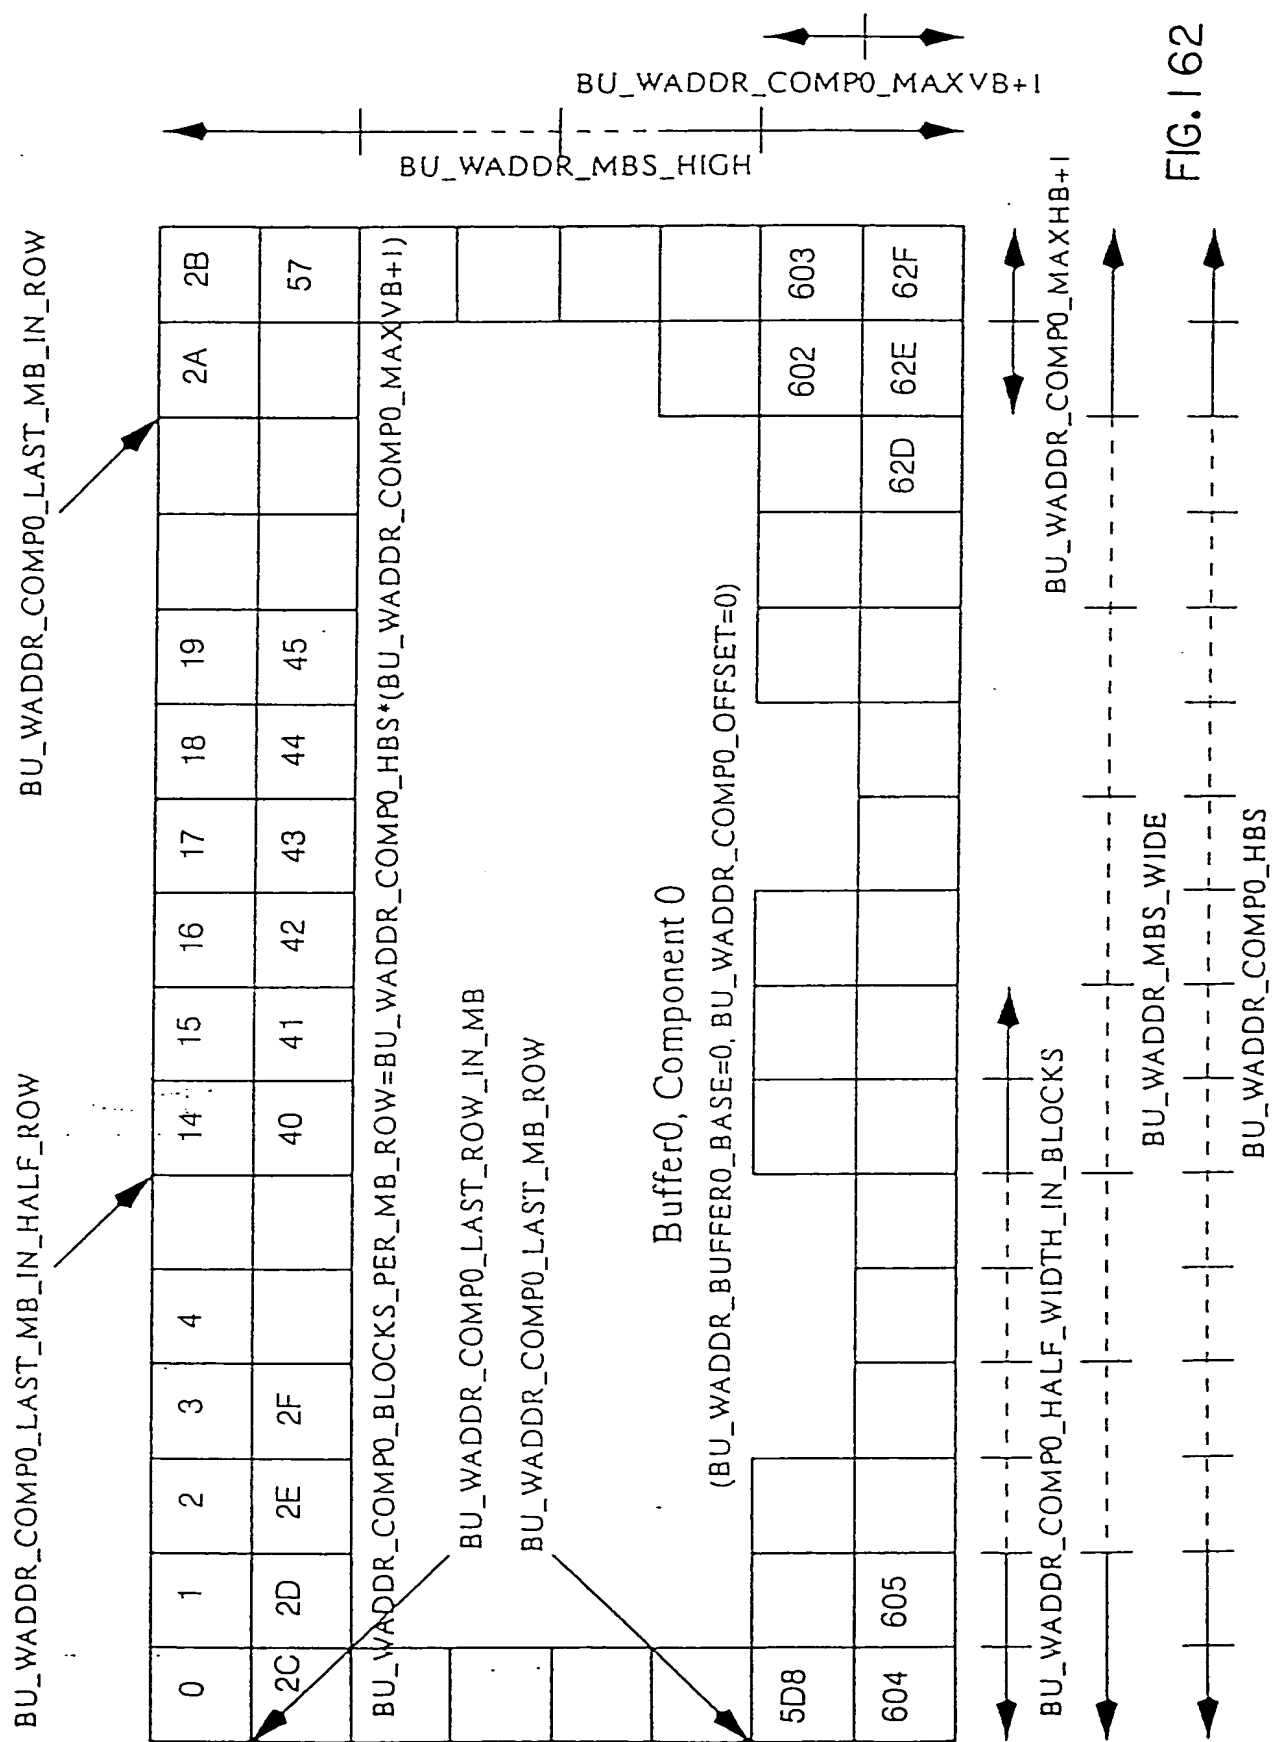 BU_WADDR_COMP0_LAST_MB_IN_HALF_ROW
BU_WADDR_COMP0_LAST_MB_IN_ROW
0 1 2 3 4 14 15 16 17 18 19 2A 2B
2C 2D 2E 2F 40 41 42 43 44 45 57
BU_WADDR_COMP0_BLOCKS_PER_MB_ROW=BU_WADDR_COMP0_HBS*(BU_WADDR_COMP0_MAXVB+1)
BU_WADDR_COMP0_LAST_ROW_IN_MB
BU_WADDR_COMP0_LAST_MB_ROW
Buffer0, Component 0
(BU_WADDR_BUFFER0_BASE=0, BU_WADDR_COMP0_OFFSET=0)
5D8 602 603
604 605 62D 62E 62F
BU_WADDR_MBS_HIGH
BU_WADDR_COMP0_MAXVB+1
BU_WADDR_COMP0_HALF_WIDTH_IN_BLOCKS
BU_WADDR_COMP0_MAXHB+1
BU_WADDR_MBS_WIDE
BU_WADDR_COMP0_HBS
FIG.162